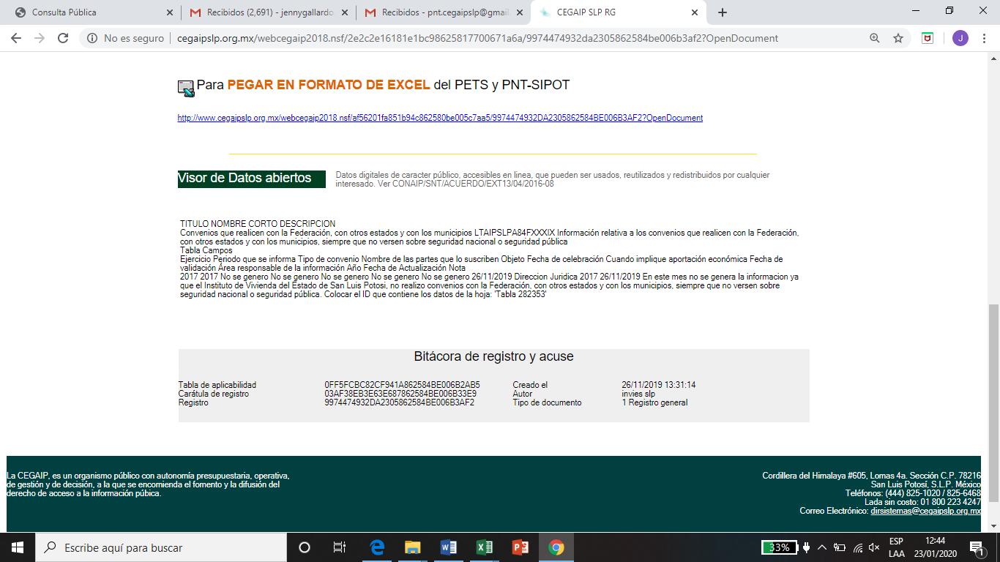 Consulta Pública
Recibidos (2,691) - jennygallardo
Recibidos - pnt.cegaipslp@gmail.
CEGAIP SLP RG
No es seguro
cegaipslp.org.mx/webcegaip2018.nsf/2e2c2e16181e1bc98625817700671a6a/9974474932da2305862584be006b3af2?OpenDocument
J
Para PEGAR EN FORMATO DE EXCEL del PETS y PNT-SIPOT
http://www.cegaipslp.org.mx/webcegaip2018.nsf/af56201fa851b94c862580be005c7aa5/9974474932DA2305862584BE006B3AF2?OpenDocument
Visor de Datos abiertos
Datos digitales de caracter público, accesibles en linea, que pueden ser usados, reutilizados y redistribuidos por cualquier
interesado. Ver CONAIP/SNT/ACUERDO/EXT13/04/2016-08
TITULO NOMBRE CORTO DESCRIPCION
Convenios que realicen con la Federación, con otros estados y con los municipios LTAIPSLPA84FXXXIX Información relativa a los convenios que realicen con la Federación,
con otros estados y con los municipios, siempre que no versen sobre seguridad nacional o seguridad pública
Tabla Campos
Ejercicio Periodo que se informa Tipo de convenio Nombre de las partes que lo suscriben Objeto Fecha de celebración Cuando implique aportación económica Fecha de
validación Área responsable de la información Año Fecha de Actualización Nota
2017 2017 No se genero No se genero No se genero No se genero No se genero 26/11/2019 Direccion Juridica 2017 26/11/2019 En este mes no se genera la informacion ya
que el Instituto de Vivienda del Estado de San Luis Potosi, no realizo convenios con la Federación, con otros estados y con los municipios, siempre que no versen sobre
seguridad nacional o seguridad pública. Colocar el ID que contiene los datos de la hoja: 'Tabla 282353'
Bitácora de registro y acuse
Tabla de aplicabilidad 0FF5FCBC82CF941A862584BE006B2AB5 Creado el 26/11/2019 13:31:14
Carátula de registro 03AF38EB3E63E687862584BE006B33E9 Autor invies slp
Registro 9974474932DA2305862584BE006B3AF2 Tipo de documento 1 Registro general
La CEGAIP, es un organismo público con autonomía presupuestaria, operativa,
de gestión y de decisión, a la que se encomienda el fomento y la difusión del
derecho de acceso a la información púbica.
Cordillera del Himalaya #605, Lomas 4a. Sección C.P. 78216
San Luis Potosí, S.L.P. México
Teléfonos: (444) 825-1020 / 825-6468
Lada sin costo: 01 800 223 4247
Correo Electrónico: dirsistemas@cegaipslp.org.mx
Escribe aquí para buscar
33%
ESP
LAA
12:44
23/01/2020
1